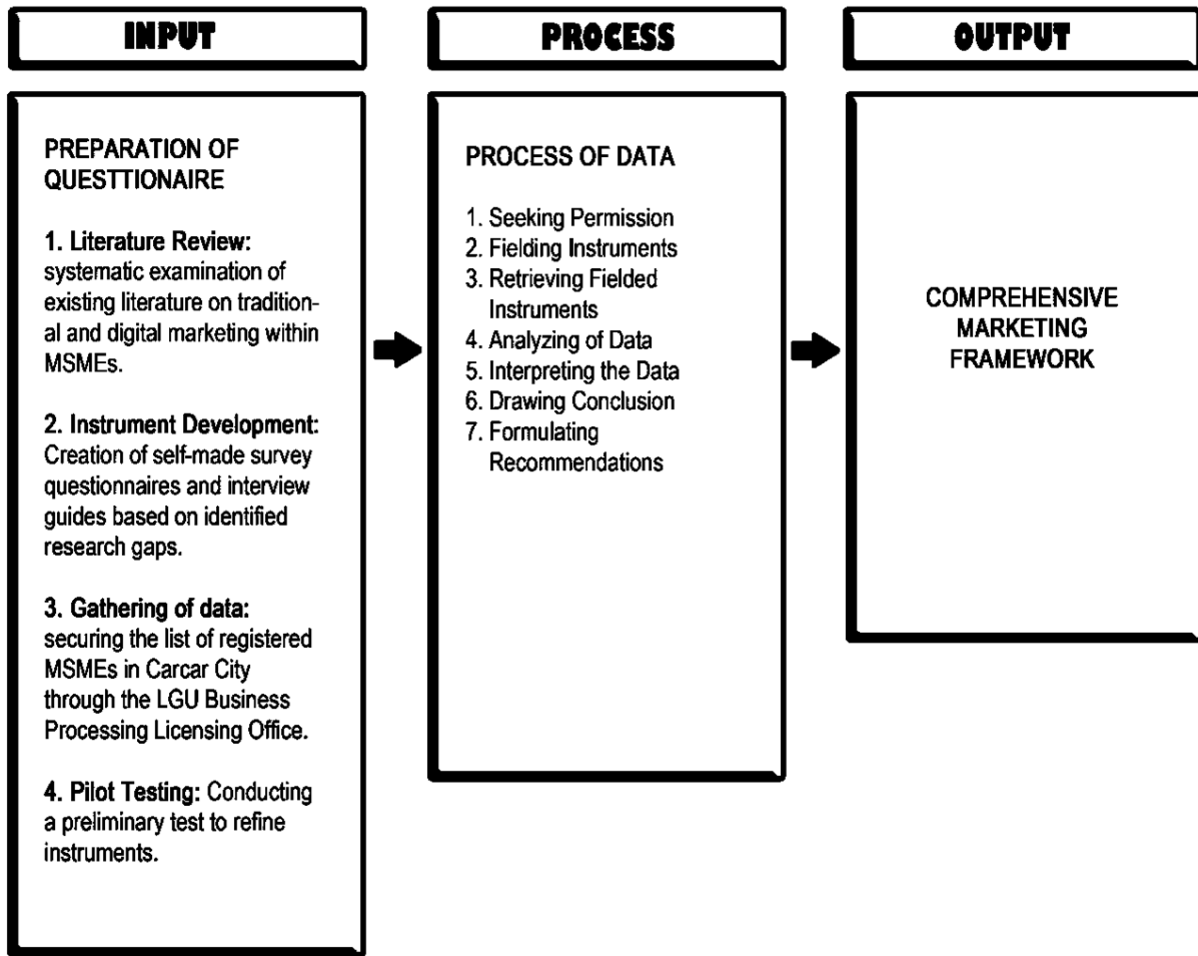 INPUT
PREPARATION OF
QUESTTIONAIRE
1. Literature Review:
systematic examination of
existing literature on tradition-
al and digital marketing within
MSMEs.
2. Instrument Development:
Creation of self-made survey
questionnaires and interview
guides based on identified
research gaps.
3. Gathering of data:
securing the list of registered
MSMEs in Carcar City
through the LGU Business
Processing Licensing Office.
4. Pilot Testing: Conducting
a preliminary test to refine
instruments.
PROCESS
PROCESS OF DATA
1. Seeking Permission
2. Fielding Instruments
3. Retrieving Fielded
Instruments
4. Analyzing of Data
5. Interpreting the Data
6. Drawing Conclusion
7. Formulating
Recommendations
OUTPUT
COMPREHENSIVE
MARKETING
FRAMEWORK